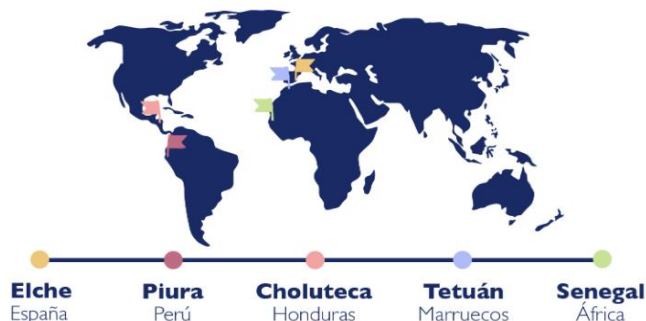 Elche
España
Piura
Perú
Choluteca
Honduras
Tetuán
Marruecos
Senegal
África